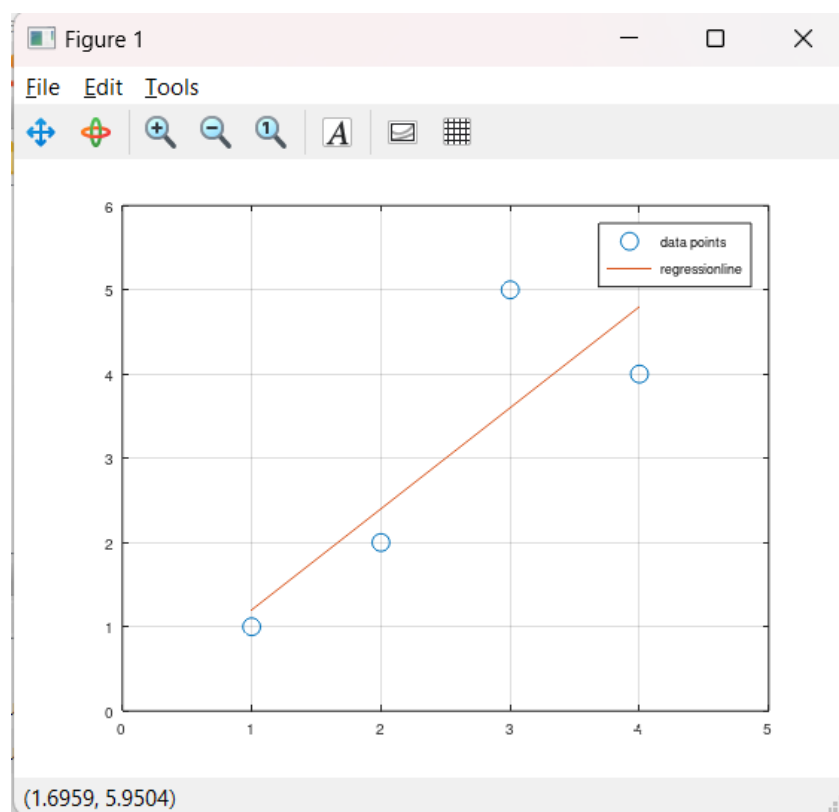 Figure 1
File Edit Tools
A
6
5
4
3
2
1
0
0 1 2 3 4 5
data points
regressionline
(1.6959, 5.9504)